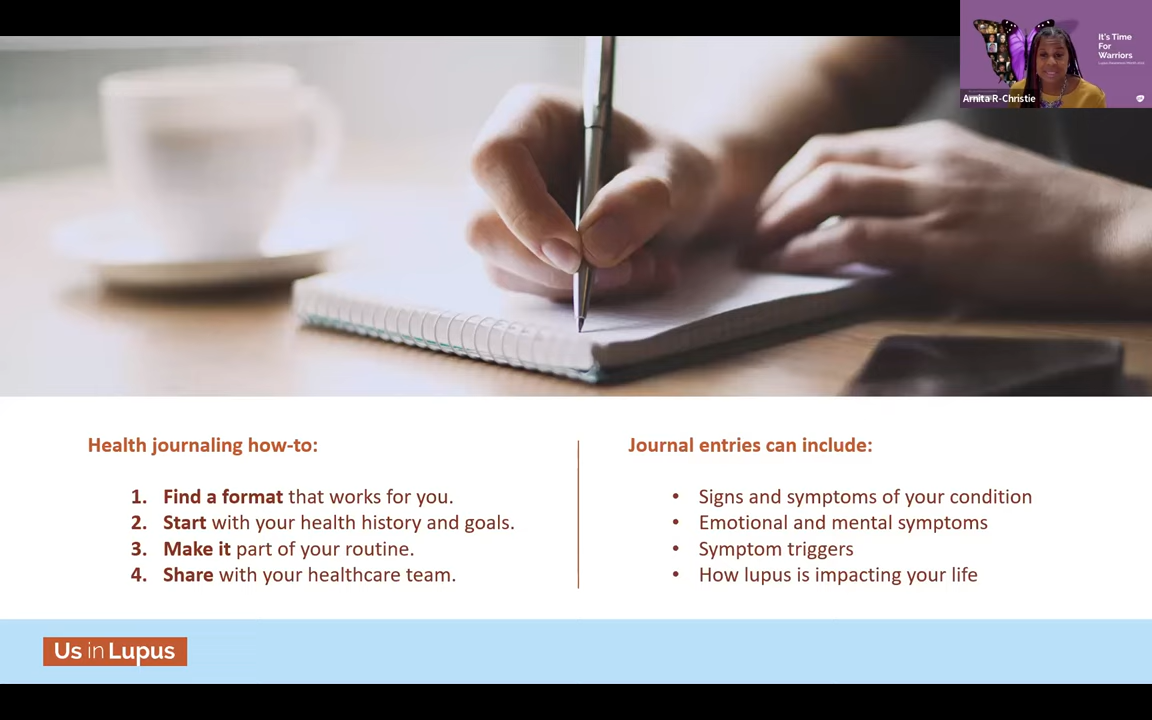 It's Time
For
Warriors
Arnita R-Christie
Health journaling how-to:
1. Find a format that works for you.
2. Start with your health history and goals.
3. Make it part of your routine.
4. Share with your healthcare team.
Journal entries can include:
• Signs and symptoms of your condition
• Emotional and mental symptoms
• Symptom triggers
• How lupus is impacting your life
Us in Lupus